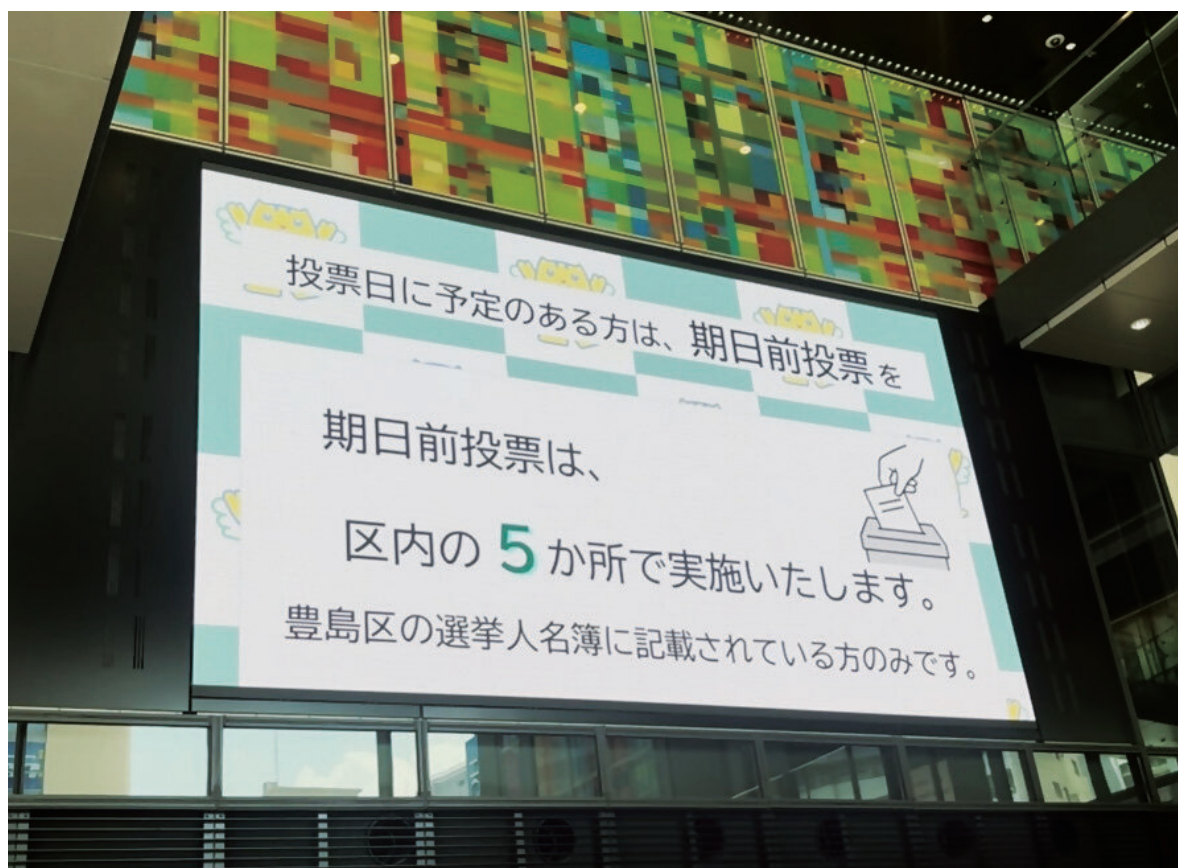 投票日に予定のある方は、期日前投票を
期日前投票は、
区内の5か所で実施いたします。
豊島区の選挙人名簿に記載されている方のみです。